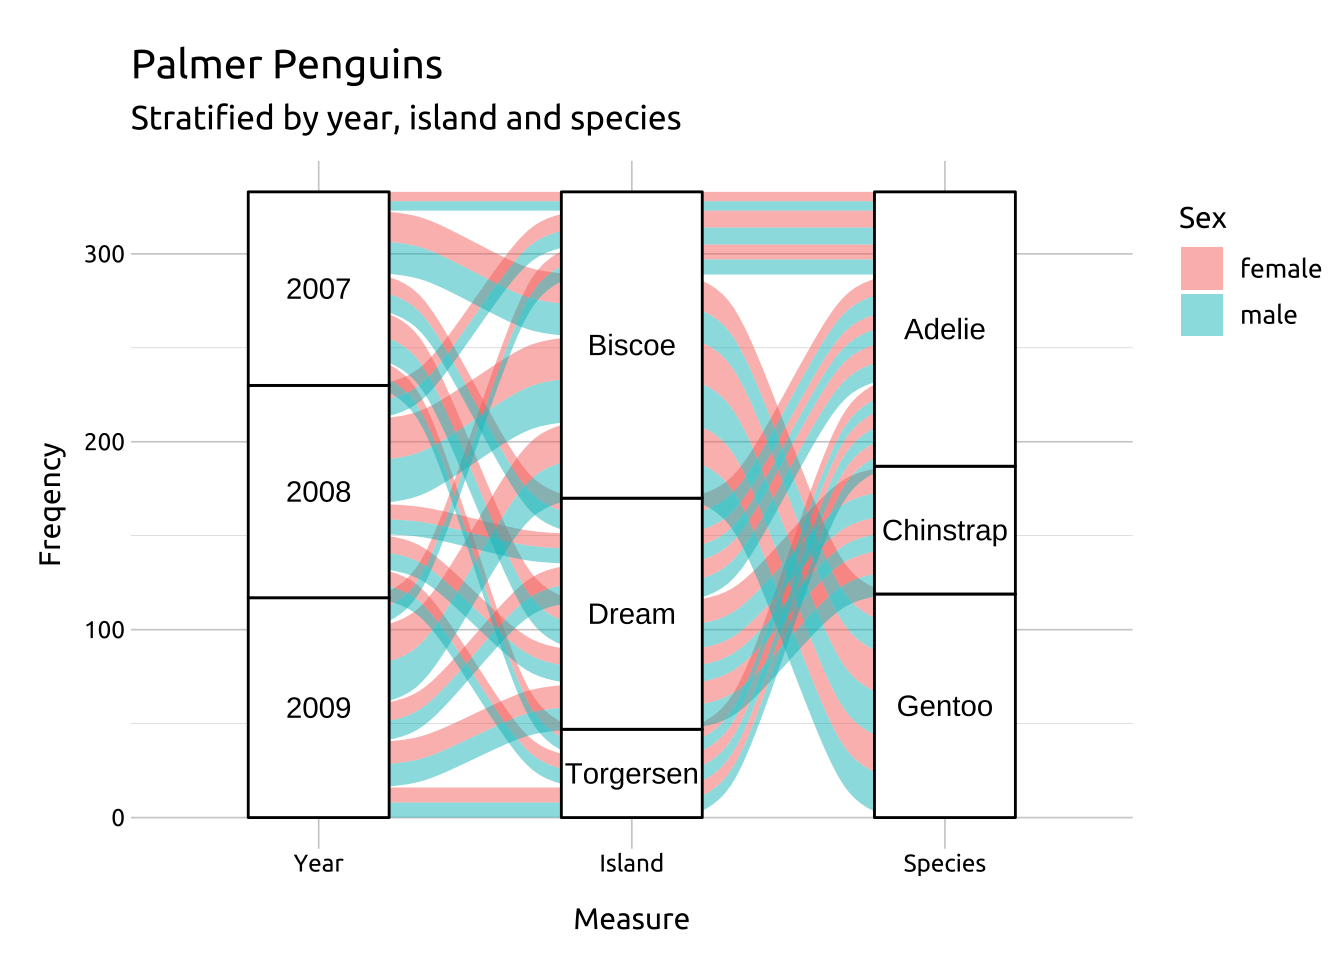 Palmer Penguins
Stratified by year, island and species
Freqency
300
200
100
0
2007
2008
2009
Biscoe
Dream
Torgersen
Adelie
Chinstrap
Gentoo
Year
Island
Species
Measure
Sex
female
male